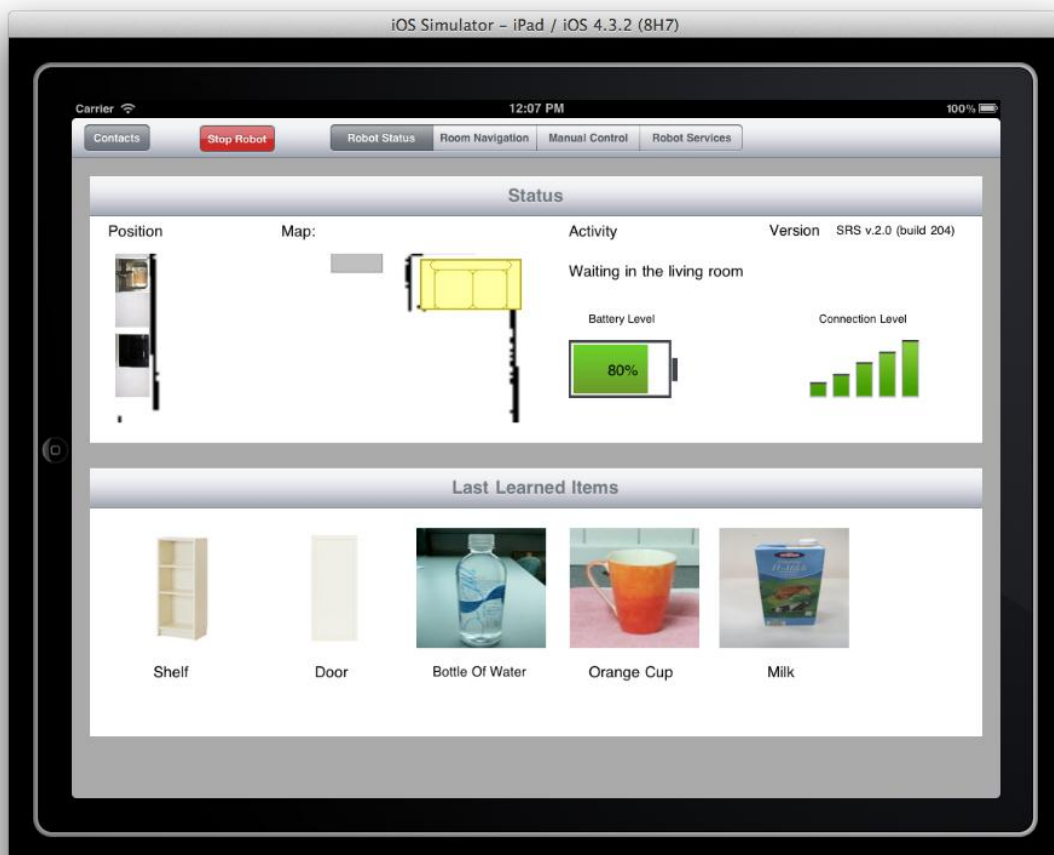 iOS Simulator – iPad / iOS 4.3.2 (8H7)
Carrier 12:07 PM 100%
Contacts Stop Robot Robot Status Room Navigation Manual Control Robot Services
Status
Position Map: Activity Version SRS v.2.0 (build 204)
Waiting in the living room
Battery Level Connection Level
80%
Last Learned Items
Shelf Door Bottle Of Water Orange Cup Milk